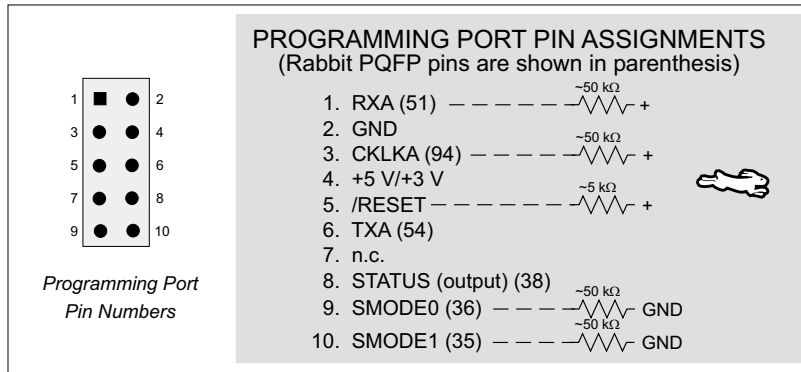 PROGRAMMING PORT PIN ASSIGNMENTS
(Rabbit PQFP pins are shown in parenthesis)
1 2
3 4
5 6
7 8
9 10
Programming Port
Pin Numbers
~50 kΩ
1. RXA (51) +
2. GND
~50 kΩ
3. CKLKA (94) +
4. +5 V/+3 V
~5 kΩ
5. /RESET +
6. TXA (54)
7. n.c.
8. STATUS (output) (38)
~50 kΩ
9. SMODE0 (36) GND
~50 kΩ
10. SMODE1 (35) GND